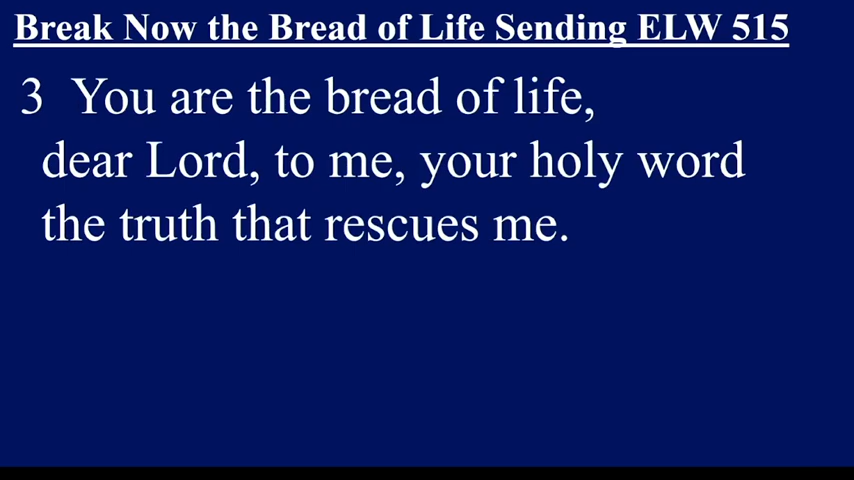 Break Now the Bread of Life Sending ELW 515
3 You are the bread of life,
dear Lord, to me, your holy word
the truth that rescues me.